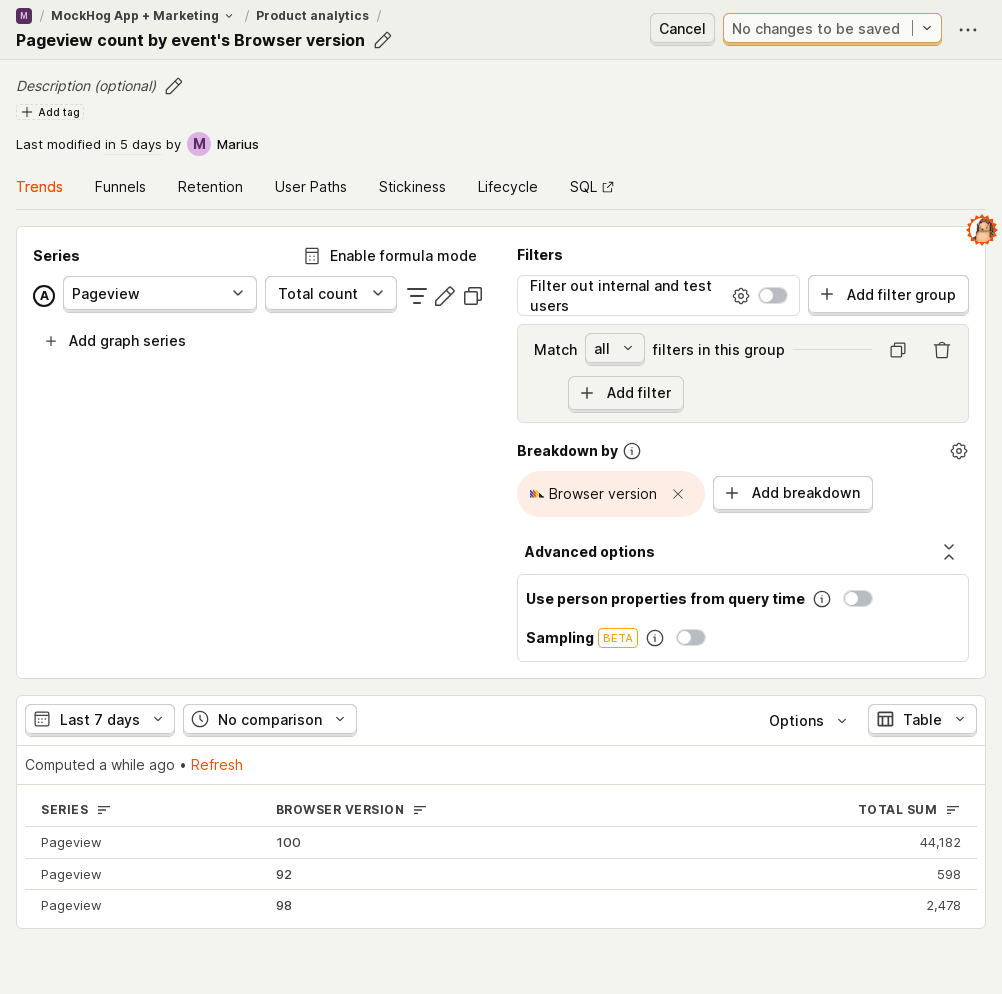 M / MockHog App + Marketing / Product analytics /
Pageview count by event's Browser version
Cancel
No changes to be saved
Description (optional)
Add tag
Last modified in 5 days by M Marius
Trends Funnels Retention User Paths Stickiness Lifecycle SQL
Series
Enable formula mode
A Pageview Total count
Add graph series
Filters
Filter out internal and test
users
Add filter group
Match all filters in this group
Add filter
Breakdown by
Browser version
Add breakdown
Advanced options
Use person properties from query time
Sampling BETA
Last 7 days No comparison Options Table
Computed a while ago • Refresh
SERIES BROWSER VERSION TOTAL SUM
Pageview 100 44,182
Pageview 92 598
Pageview 98 2,478